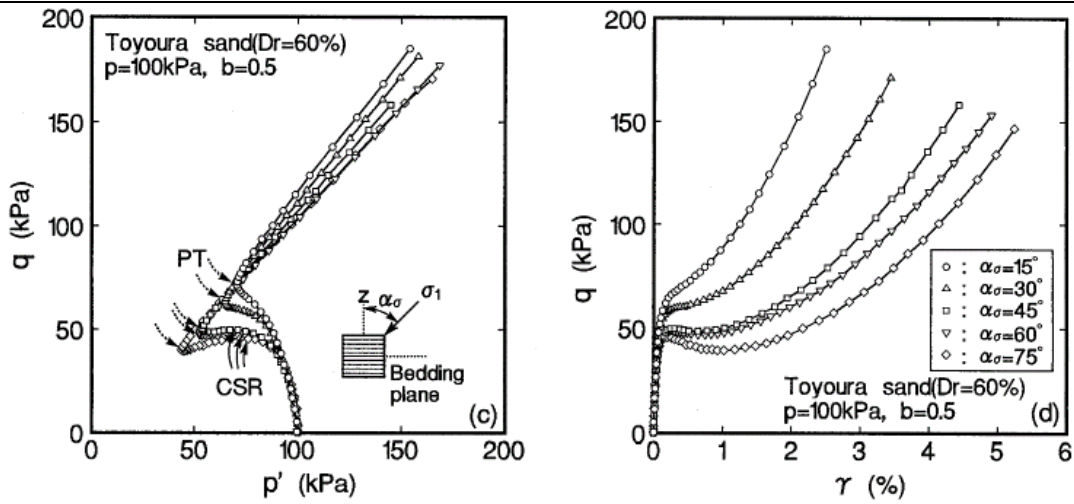 200
Toyoura sand(Dr=60%)
p=100kPa, b=0.5
150
q (kPa)
100
PT
50
CSR
z
ασ
σ1
Bedding
plane
(c)
0
0 50 100 150 200
p' (kPa)
200
150
q (kPa)
100
50
0
: ασ=15°
: ασ=30°
: ασ=45°
: ασ=60°
: ασ=75°
Toyoura sand(Dr=60%)
p=100kPa, b=0.5
(d)
0 1 2 3 4 5 6
γ (%)